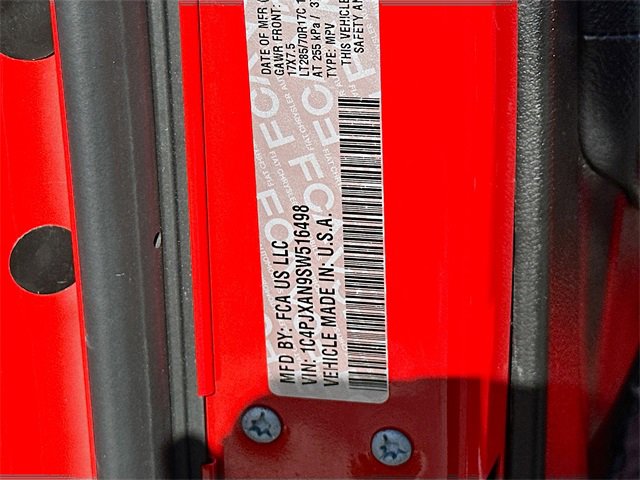 MFD BY: FCA US LLC
DATE OF MFR
VIN: 1C4PJXAN9SW516498
GAWR FRONT:
VEHICLE MADE IN: U.S.A.
17X7.5
LT285/70R17C
AT 255 kPa /
TYPE: MPV
THIS VEHICLE
SAFETY